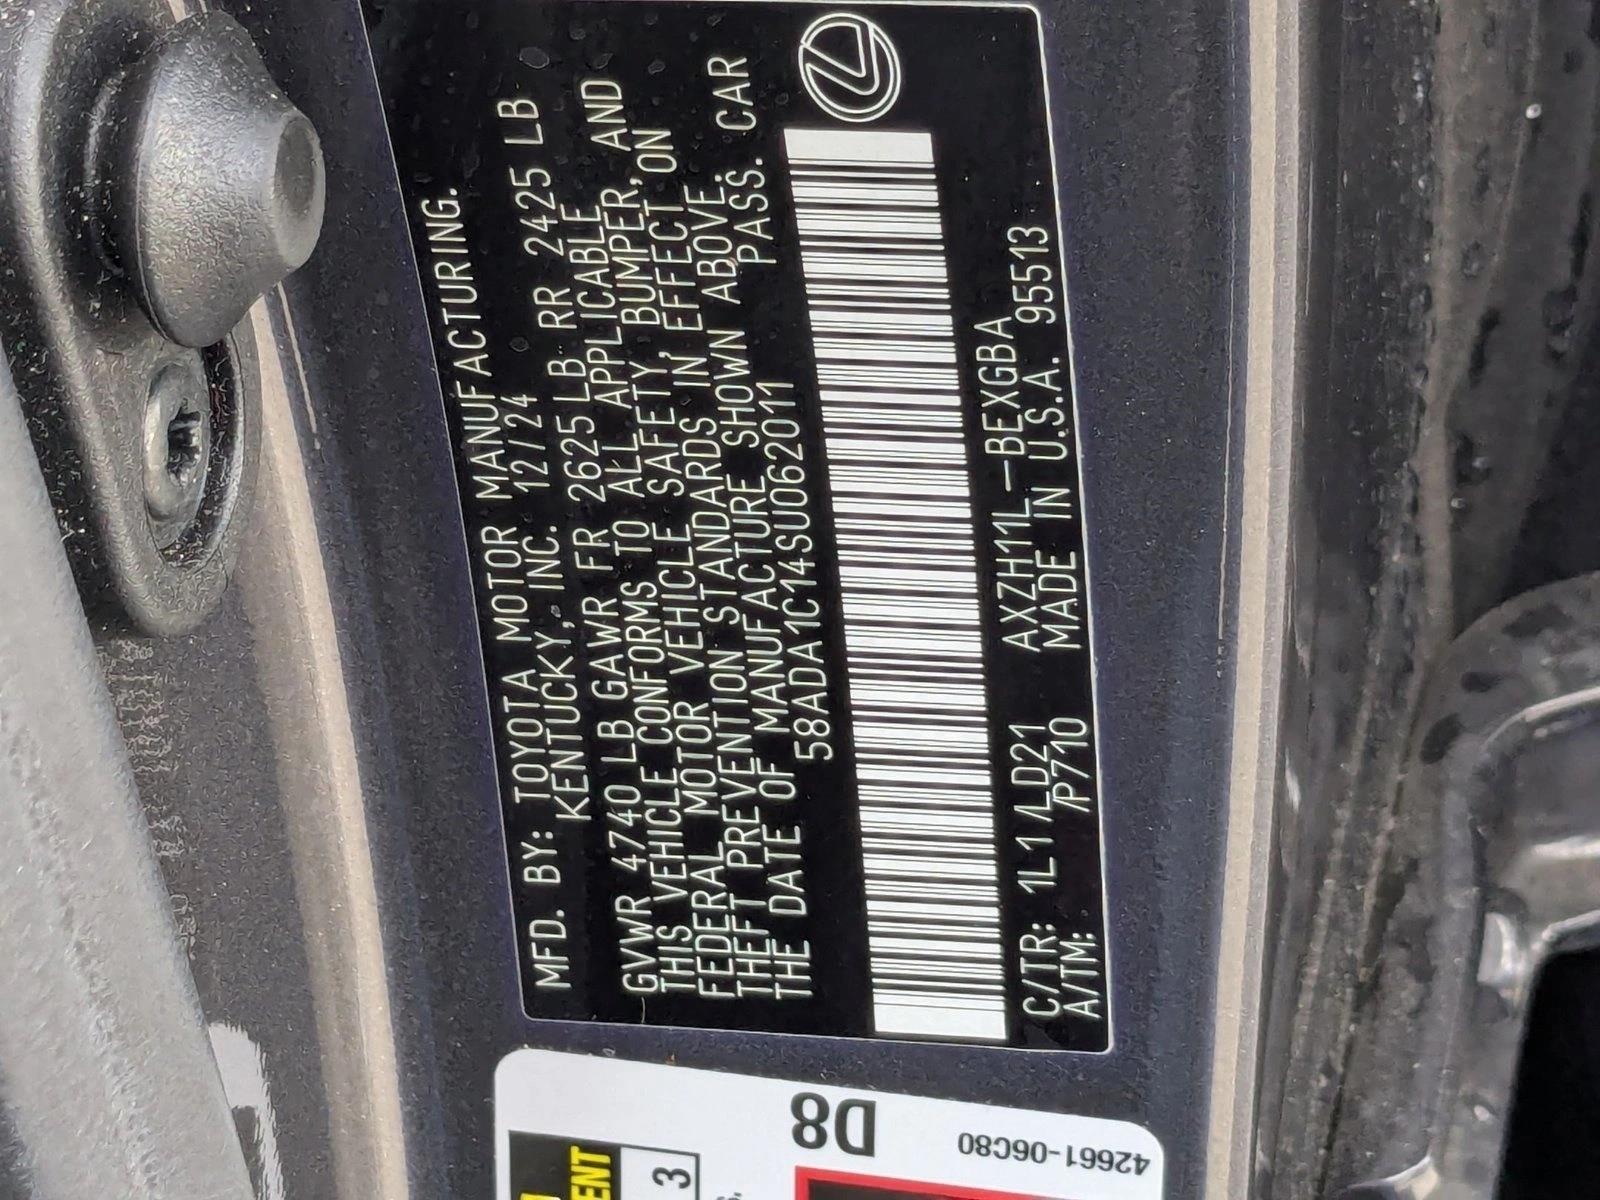 MFD. BY: TOYOTA MOTOR MANUFACTURING.
KENTUCKY, INC. 12/24
GVWR 4740 LB GAWR FR 2625 LB RR 2425 LB
THIS VEHICLE CONFORMS TO ALL APPLICABLE
FEDERAL MOTOR VEHICLE SAFETY, BUMPER, AND
THEFT PREVENTION STANDARDS IN EFFECT ON
THE DATE OF MANUFACTURE SHOWN ABOVE.
58ADA1C14SU062011 PASS. CAR
C/TR: 1L1 /LD21 AXZH11L-BEXGBA
A/TM: /P710 MADE IN U.S.A. 95513
D8
42661-06C80
3